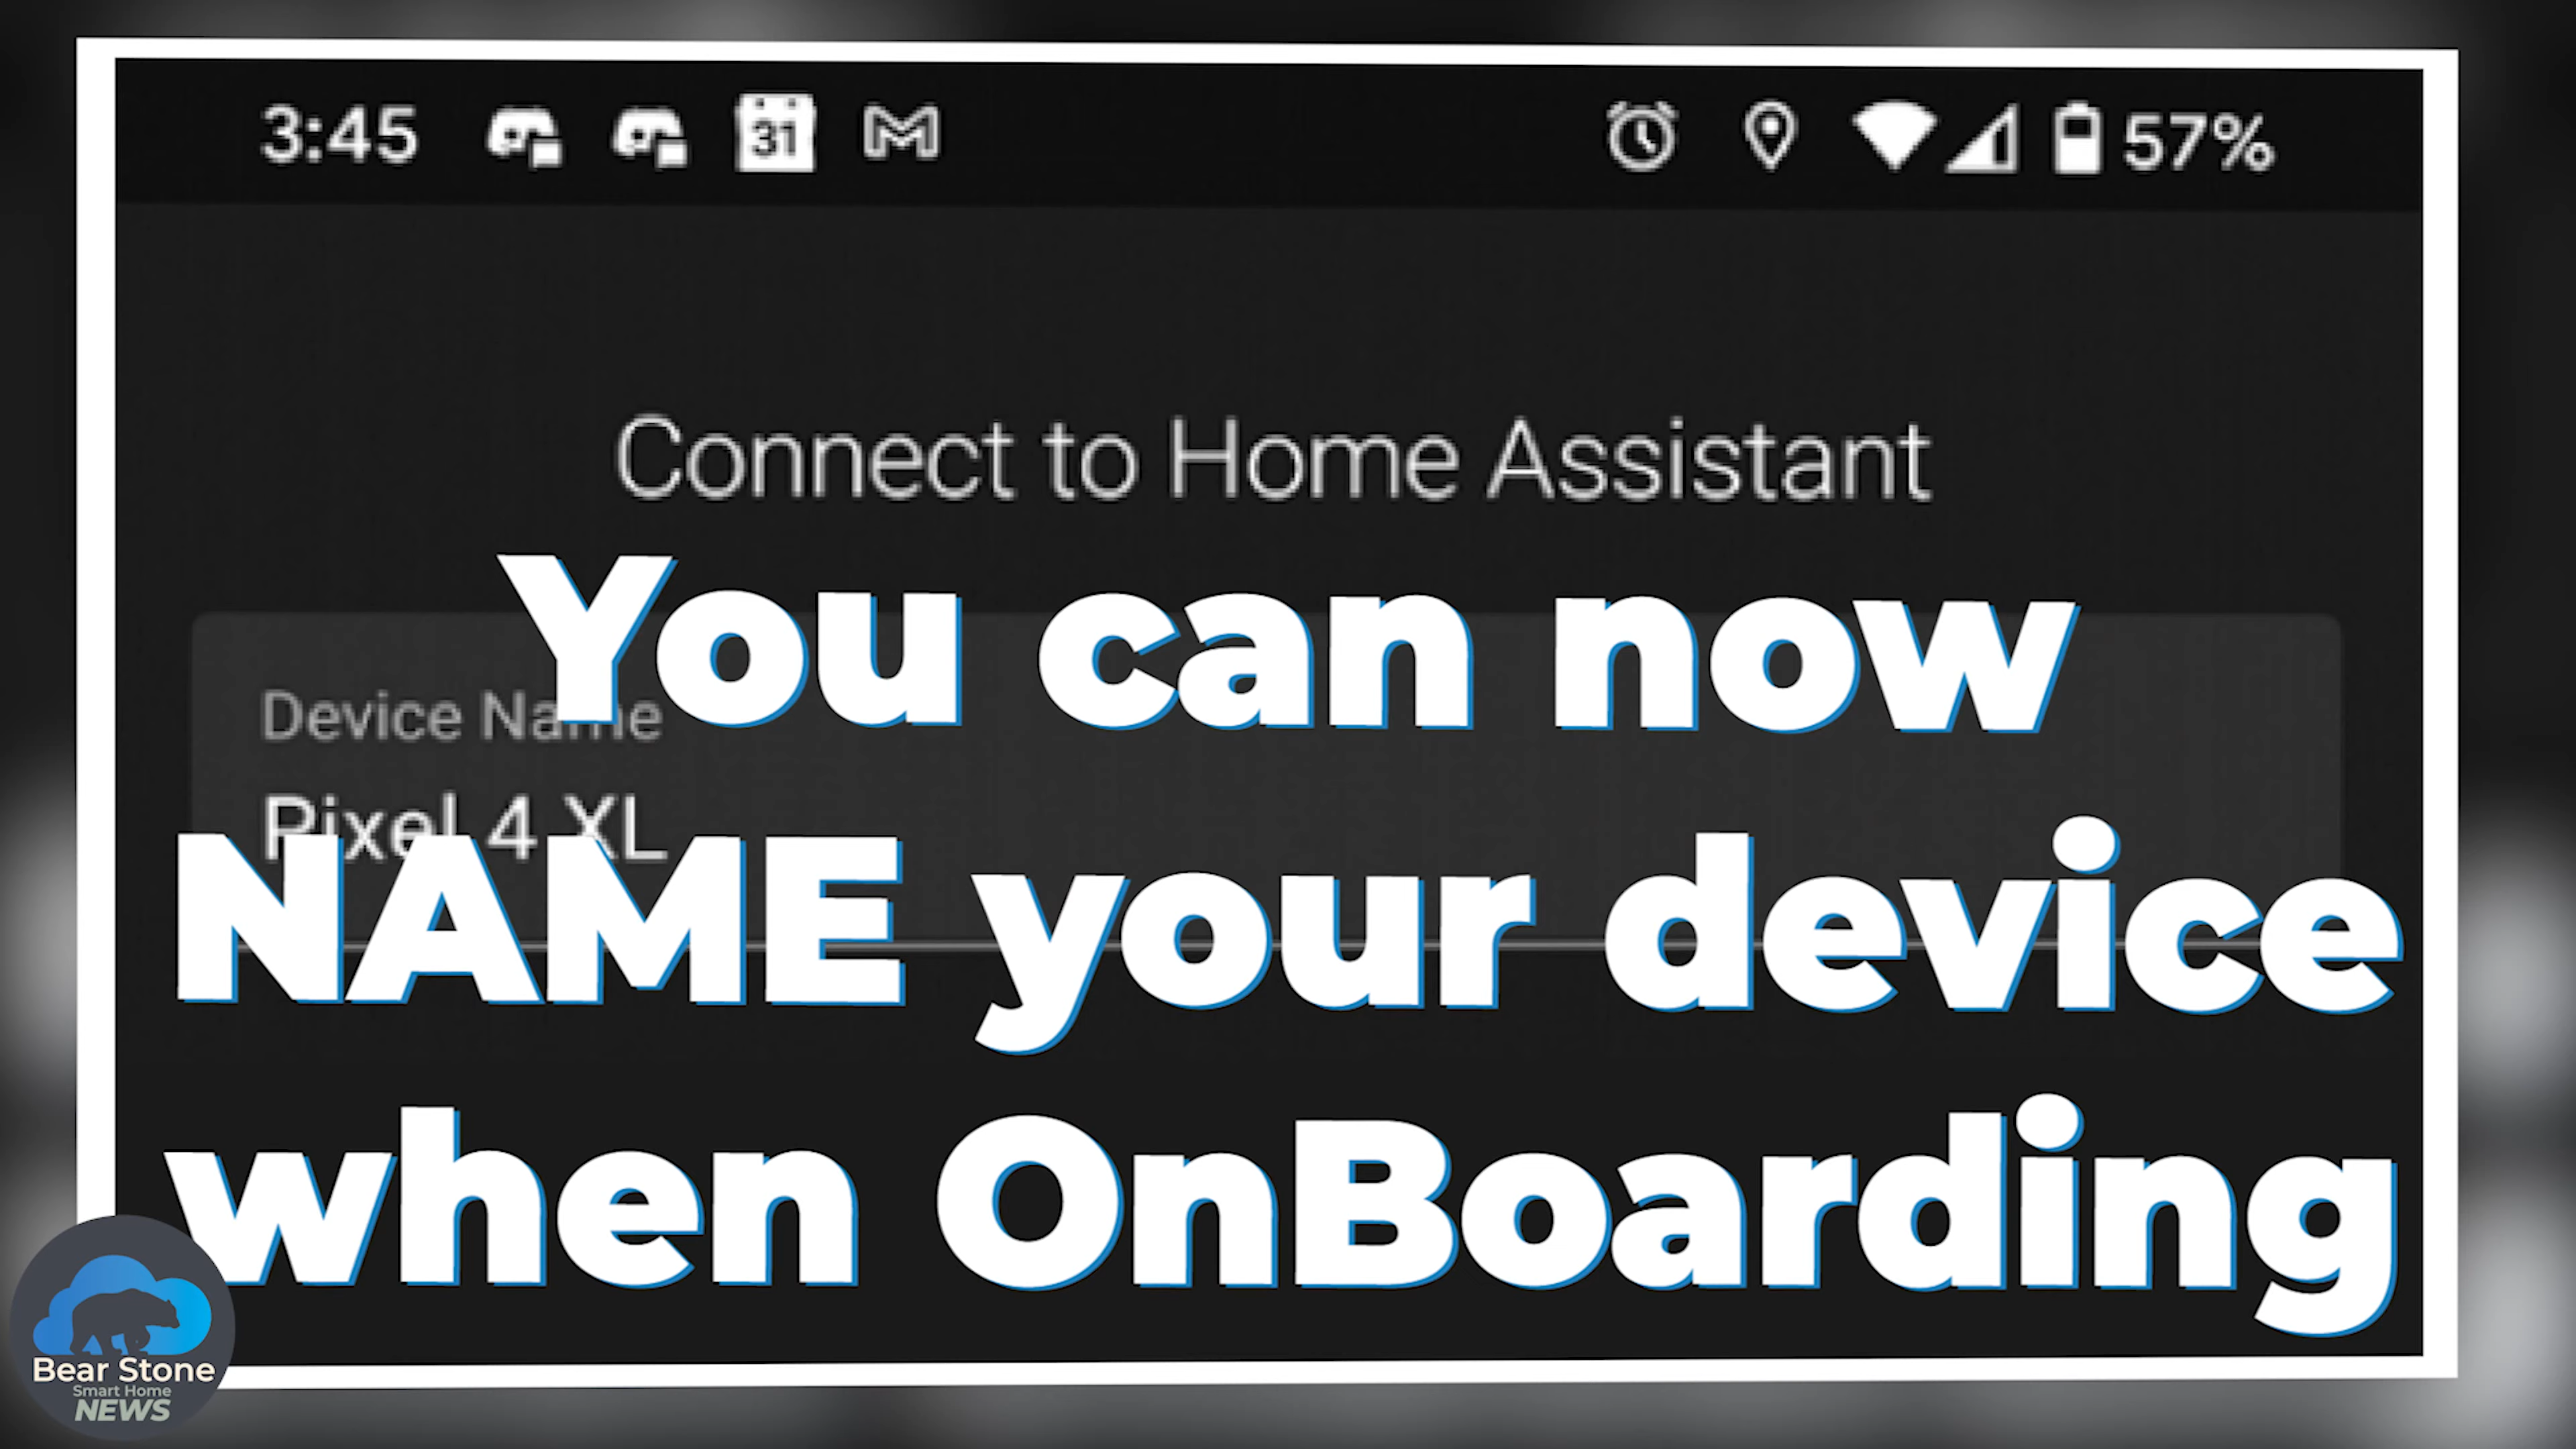 3:45 31 57%
Connect to Home Assistant
You can now
Device Name
Pixel 4 XL
NAME your device
when OnBoarding
Bear Stone
Smart Home
NEWS